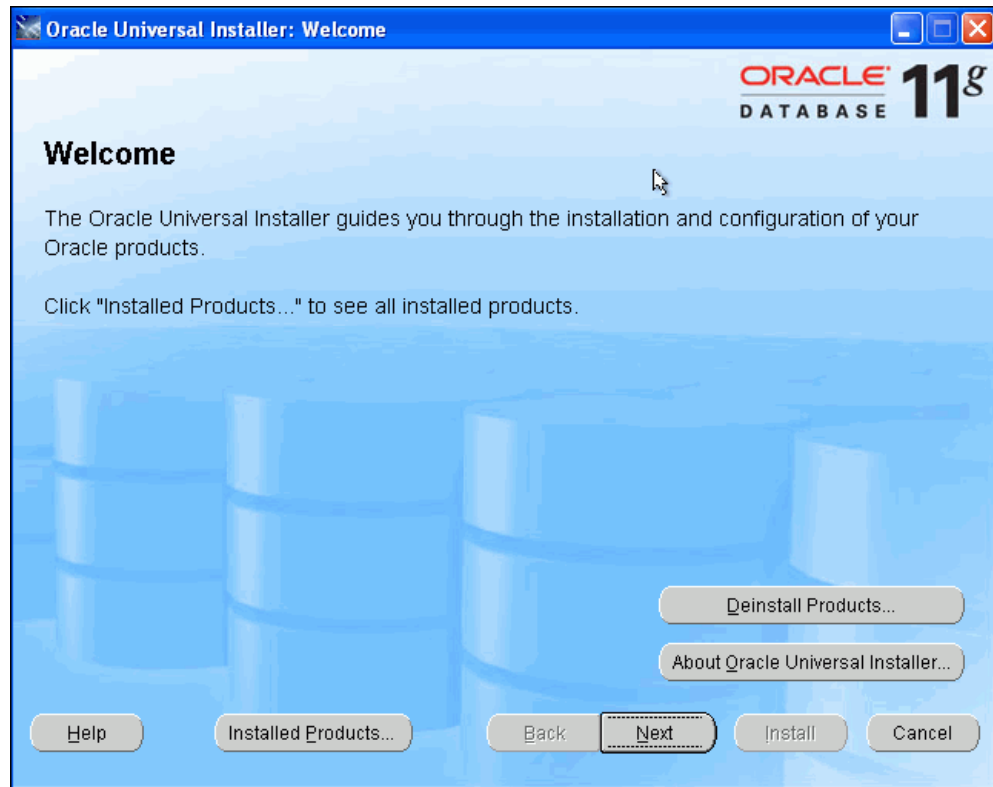 Oracle Universal Installer: Welcome
ORACLE 11g
DATABASE
Welcome
The Oracle Universal Installer guides you through the installation and configuration of your
Oracle products.
Click "Installed Products..." to see all installed products.
Deinstall Products...
About Oracle Universal Installer...
Help Installed Products... Back Next Install Cancel